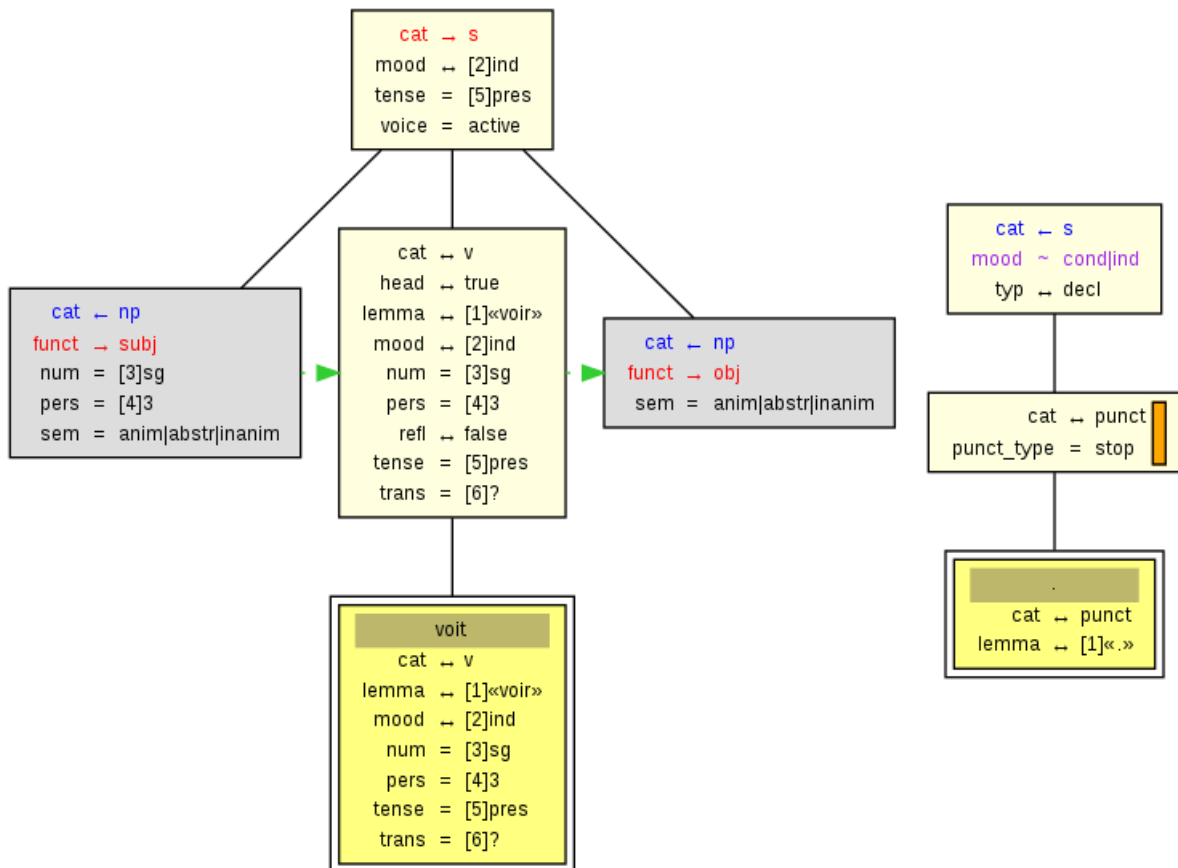 cat → s
mood ↔ [2]ind
tense = [5]pres
voice = active
cat ← np
funct → subj
num = [3]sg
pers = [4]3
sem = anim|abstr|inanim
cat ↔ v
head ↔ true
lemma ↔ [1]«voir»
mood ↔ [2]ind
num = [3]sg
pers = [4]3
refl ↔ false
tense = [5]pres
trans = [6]?
cat ← np
funct → obj
sem = anim|abstr|inanim
voit
cat ↔ v
lemma ↔ [1]«voir»
mood ↔ [2]ind
num = [3]sg
pers = [4]3
tense = [5]pres
trans = [6]?
cat ← s
mood ~ cond|ind
typ ↔ decl
cat ↔ punct
punct_type = stop
.
cat ↔ punct
lemma ↔ [1]«.»